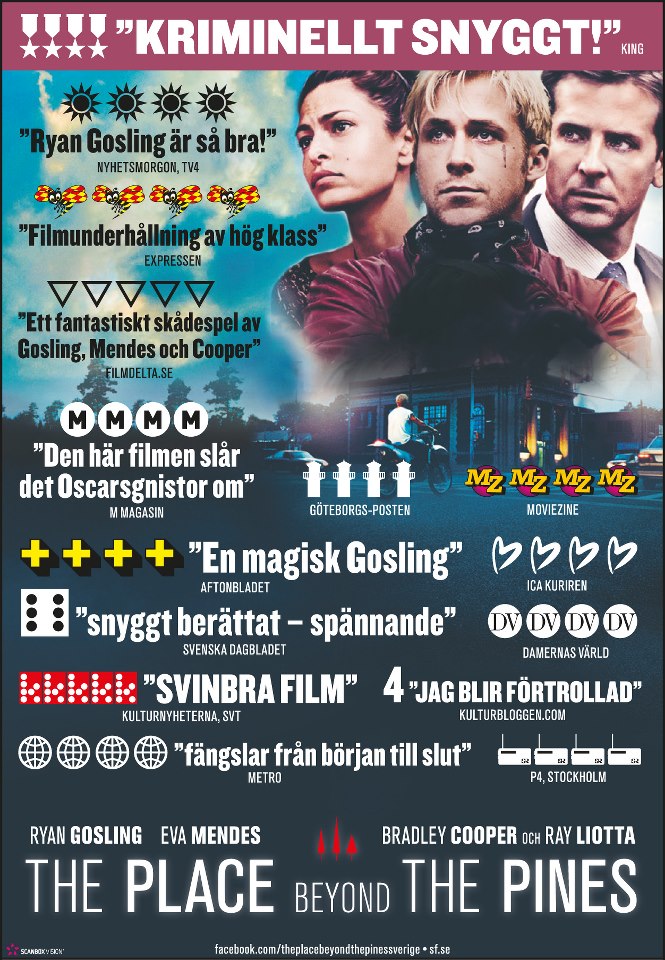 "KRIMINELLT SNYGGT!" KING
"Ryan Gosling är så bra!"
NYHETSMORGON, TV4
"Filmunderhållning av hög klass"
EXPRESSEN
"Ett fantastiskt skådespel av
Gosling, Mendes och Cooper"
FILMDELTA.SE
M M M M
"Den här filmen slår
det Oscarsgnistor om"
M MAGASIN
GÖTEBORGS-POSTEN
MZ MZ MZ MZ
MOVIEZINE
"En magisk Gosling"
AFTONBLADET
ICA KURIREN
"snyggt berättat – spännande"
SVENSKA DAGBLADET
DV DV DV DV
DAMERNAS VÄRLD
"SVINBRA FILM"
KULTURNYHETERNA, SVT
4 "JAG BLIR FÖRTROLLAD"
KULTURBLOGGEN.COM
"fängslar från början till slut"
METRO
P4, STOCKHOLM
RYAN GOSLING EVA MENDES BRADLEY COOPER OCH RAY LIOTTA
THE PLACE BEYOND THE PINES
SCANBOX VISION
facebook.com/theplacebeyondthepinessverige • sf.se